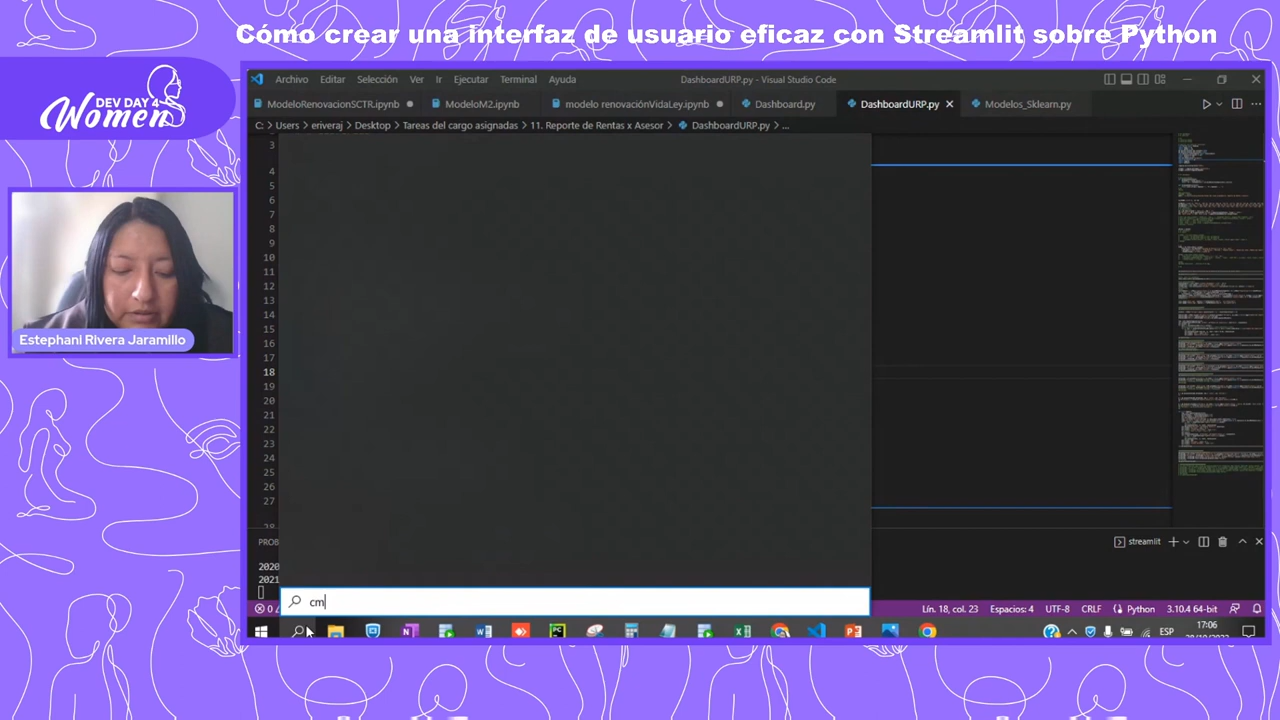 Cómo crear una interfaz de usuario eficaz con Streamlit sobre Python
DEV DAY 4
Women
Estephani Rivera Jaramillo
Archivo Editar Selección Ver Ir Ejecutar Terminal Ayuda
DashboardURP.py - Visual Studio Code
ModeloRenovacionSCTR.ipynb
ModeloM2.ipynb
modelo renovaciónVidaLey.ipynb
Dashboard.py
DashboardURP.py
Modelos_Sklearn.py
C: > Users > eriveraj > Desktop > Tareas del cargo asignadas > 11. Reporte de Rentas x Asesor > DashboardURP.py > ...
3
4
5
6
7
8
9
10
11
12
13
14
15
16
17
18
19
20
21
22
23
24
25
26
27
28
PROB
streamlit
2020
2021
cm
0
Lín. 18, col. 23 Espacios: 4 UTF-8 CRLF Python 3.10.4 64-bit
ESP
17:06